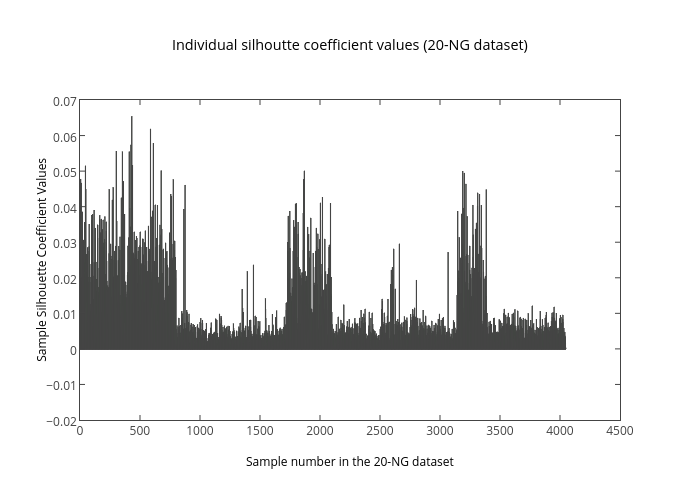 Individual silhoutte coefficient values (20-NG dataset)
Sample Silhouette Coefficient Values
0.07
0.06
0.05
0.04
0.03
0.02
0.01
0
−0.01
−0.02
0 500 1000 1500 2000 2500 3000 3500 4000 4500
Sample number in the 20-NG dataset